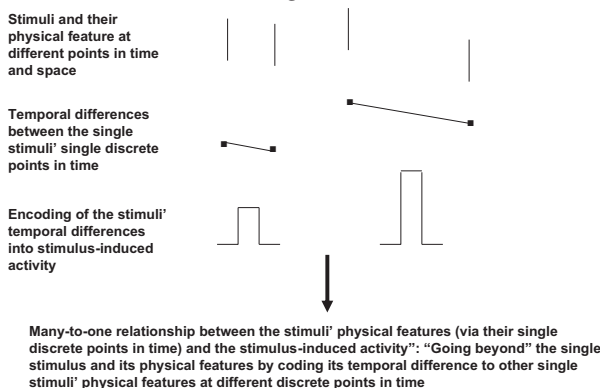 Stimuli and their
physical feature at
different points in time
and space
Temporal differences
between the single
stimuli' single discrete
points in time
Encoding of the stimuli'
temporal differences
into stimulus-induced
activity
Many-to-one relationship between the stimuli' physical features (via their single
discrete points in time) and the stimulus-induced activity": "Going beyond" the single
stimulus and its physical features by coding its temporal difference to other single
stimuli' physical features at different discrete points in time